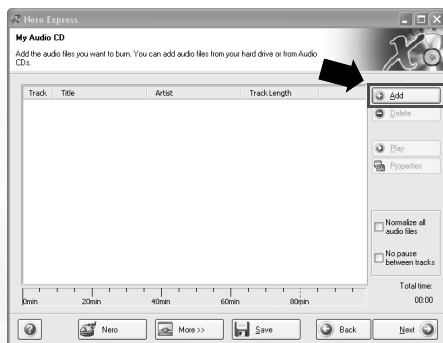 Nero Express
My Audio CD
Add the audio files you want to burn. You can add audio files from your hard drive or from Audio
CDs.
Track Title Artist Track Length
Add
Delete
Play
Properties
Normalize all
audio files
No pause
between tracks
Total time:
00:00
0min 20min 40min 60min 80min
Nero More >> Save Back Next